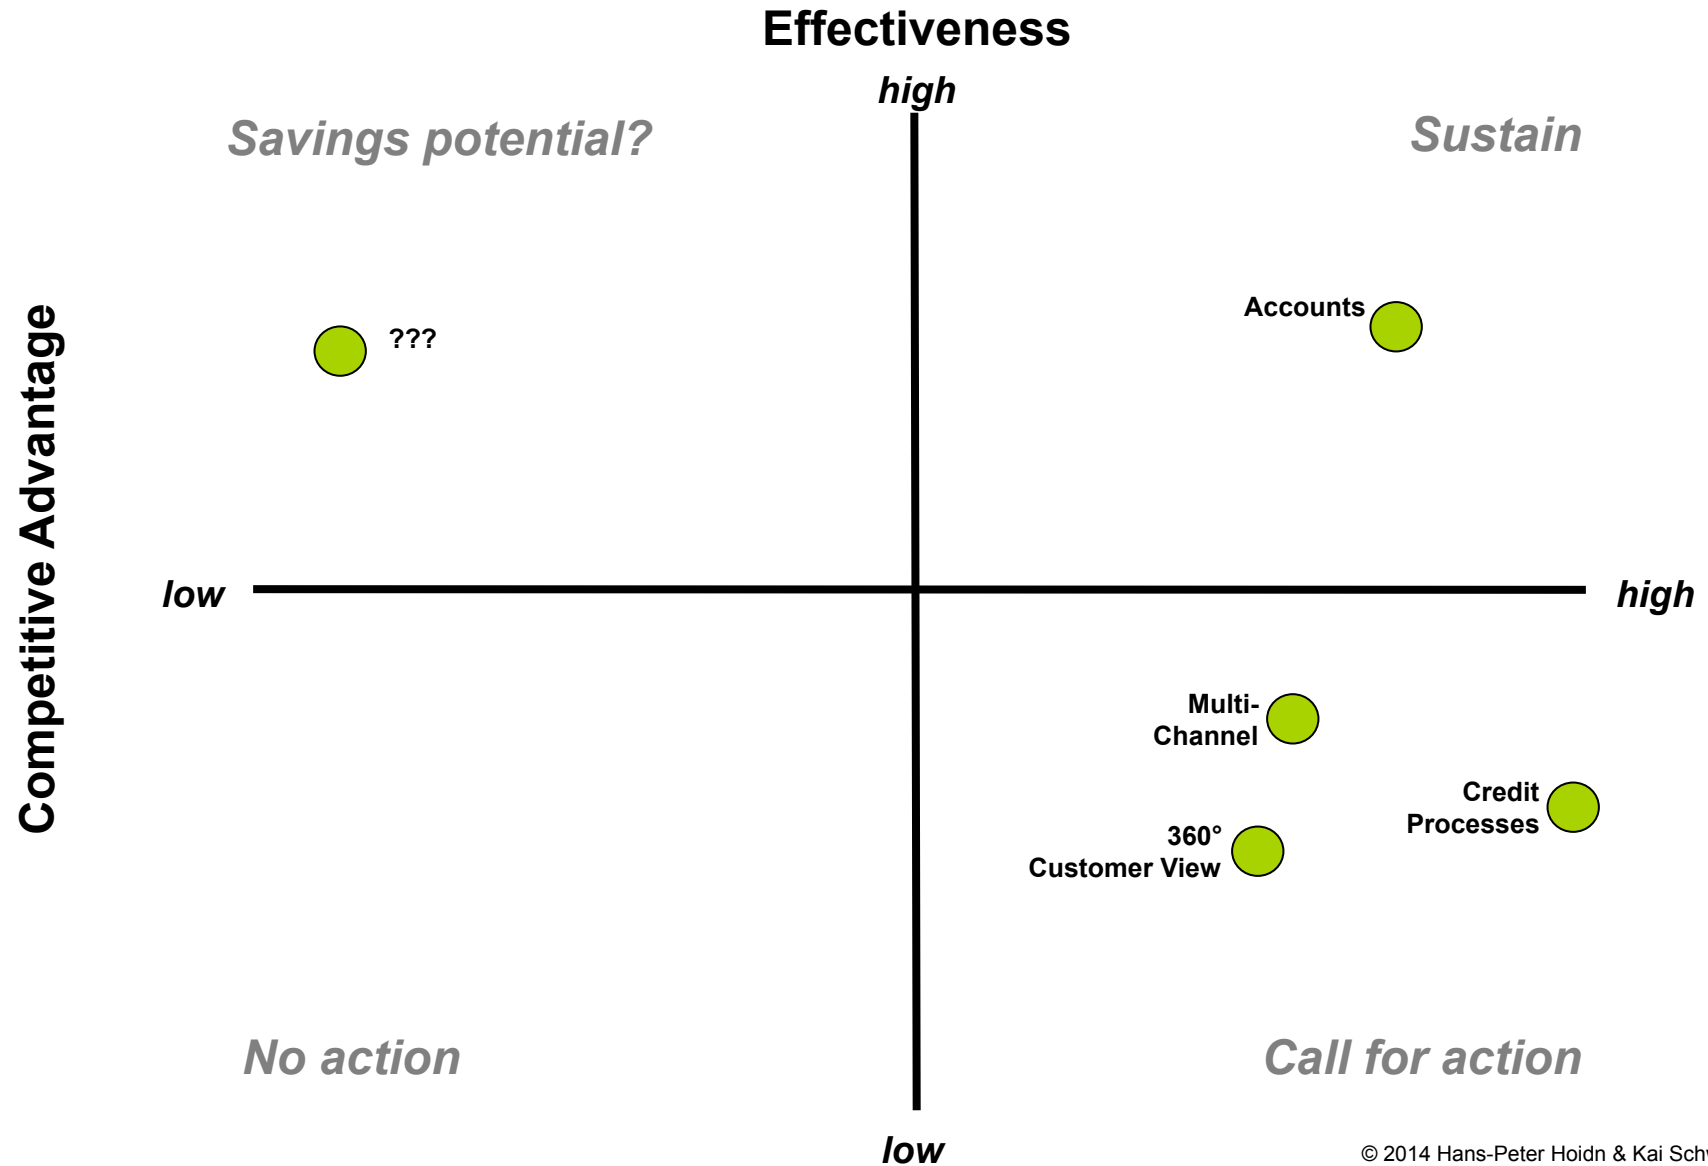 Effectiveness
high
Savings potential?
Sustain
Accounts
???
Competitive Advantage
low
high
Multi-
Channel
Credit
Processes
360°
Customer View
No action
Call for action
low
© 2014 Hans-Peter Hoidn & Kai